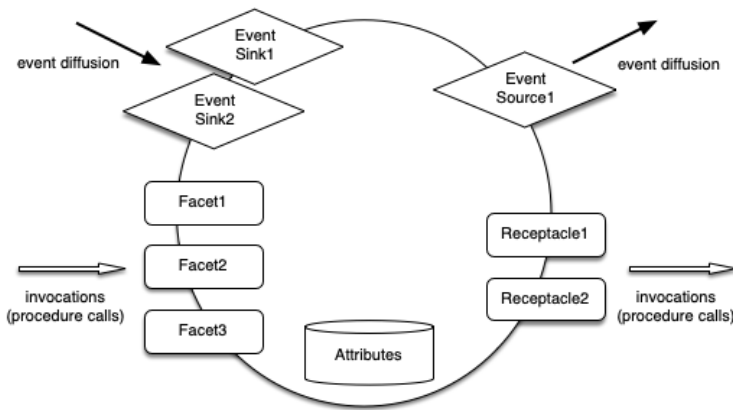 Event
Sink1
event diffusion
Event
Sink2
Event
Source1
event diffusion
Facet1
Facet2
Facet3
invocations
(procedure calls)
Attributes
Receptacle1
Receptacle2
invocations
(procedure calls)